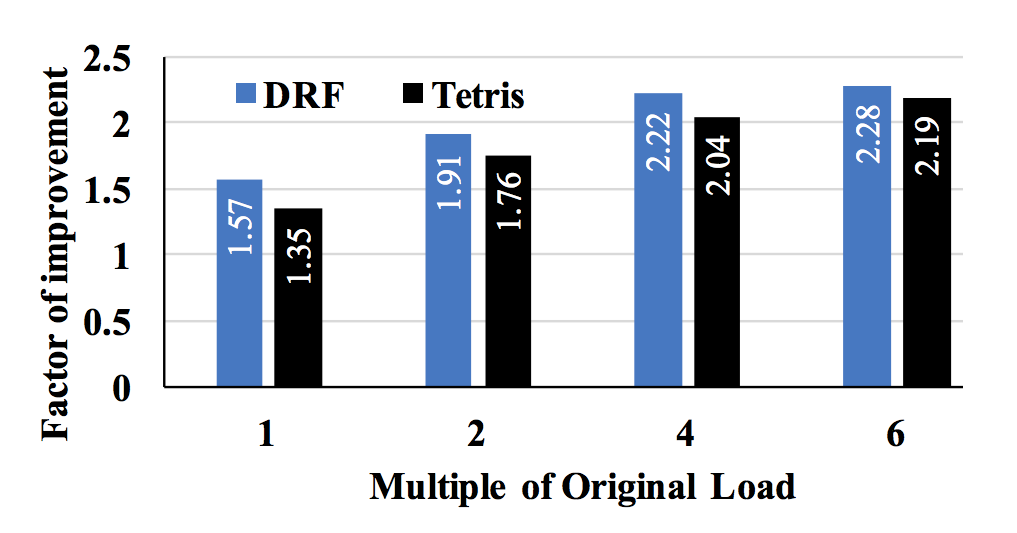 Factor of improvement
2.5
2
1.5
1
0.5
0
DRF
Tetris
1.57
1.35
1.91
1.76
2.22
2.04
2.28
2.19
1 2 4 6
Multiple of Original Load